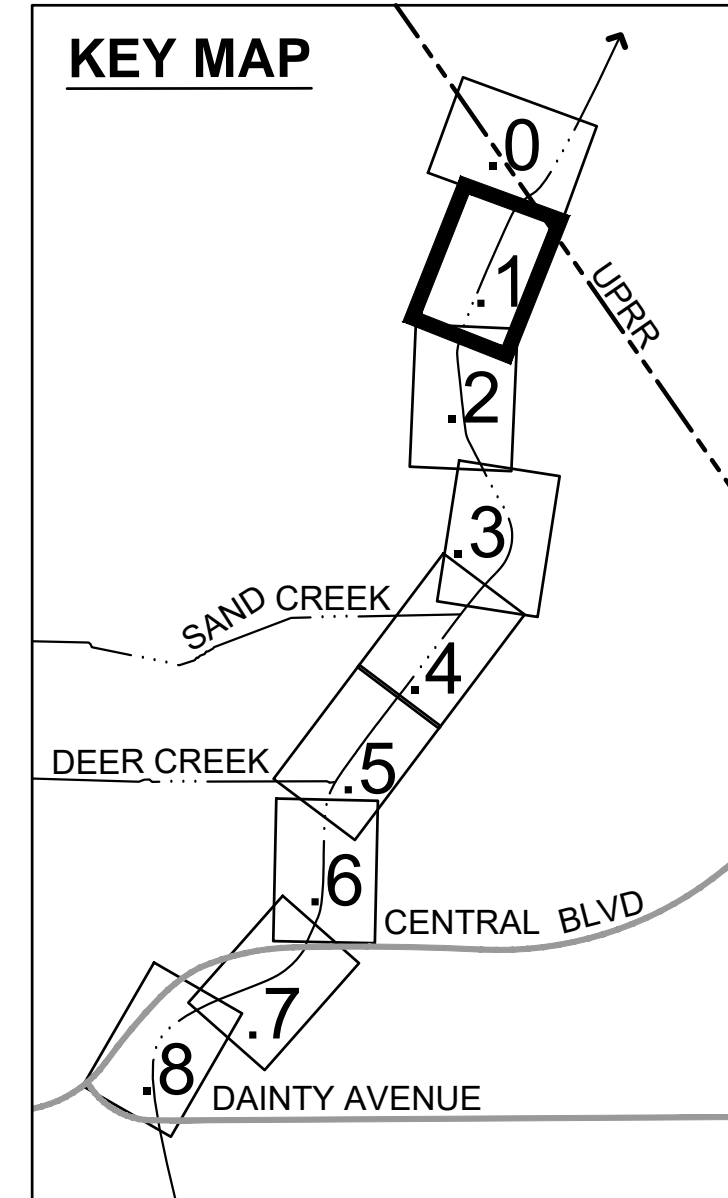 KEY MAP
.0
.1
UPRR
.2
.3
SAND CREEK
.4
DEER CREEK
.5
.6
CENTRAL BLVD
.7
.8
DAINTY AVENUE